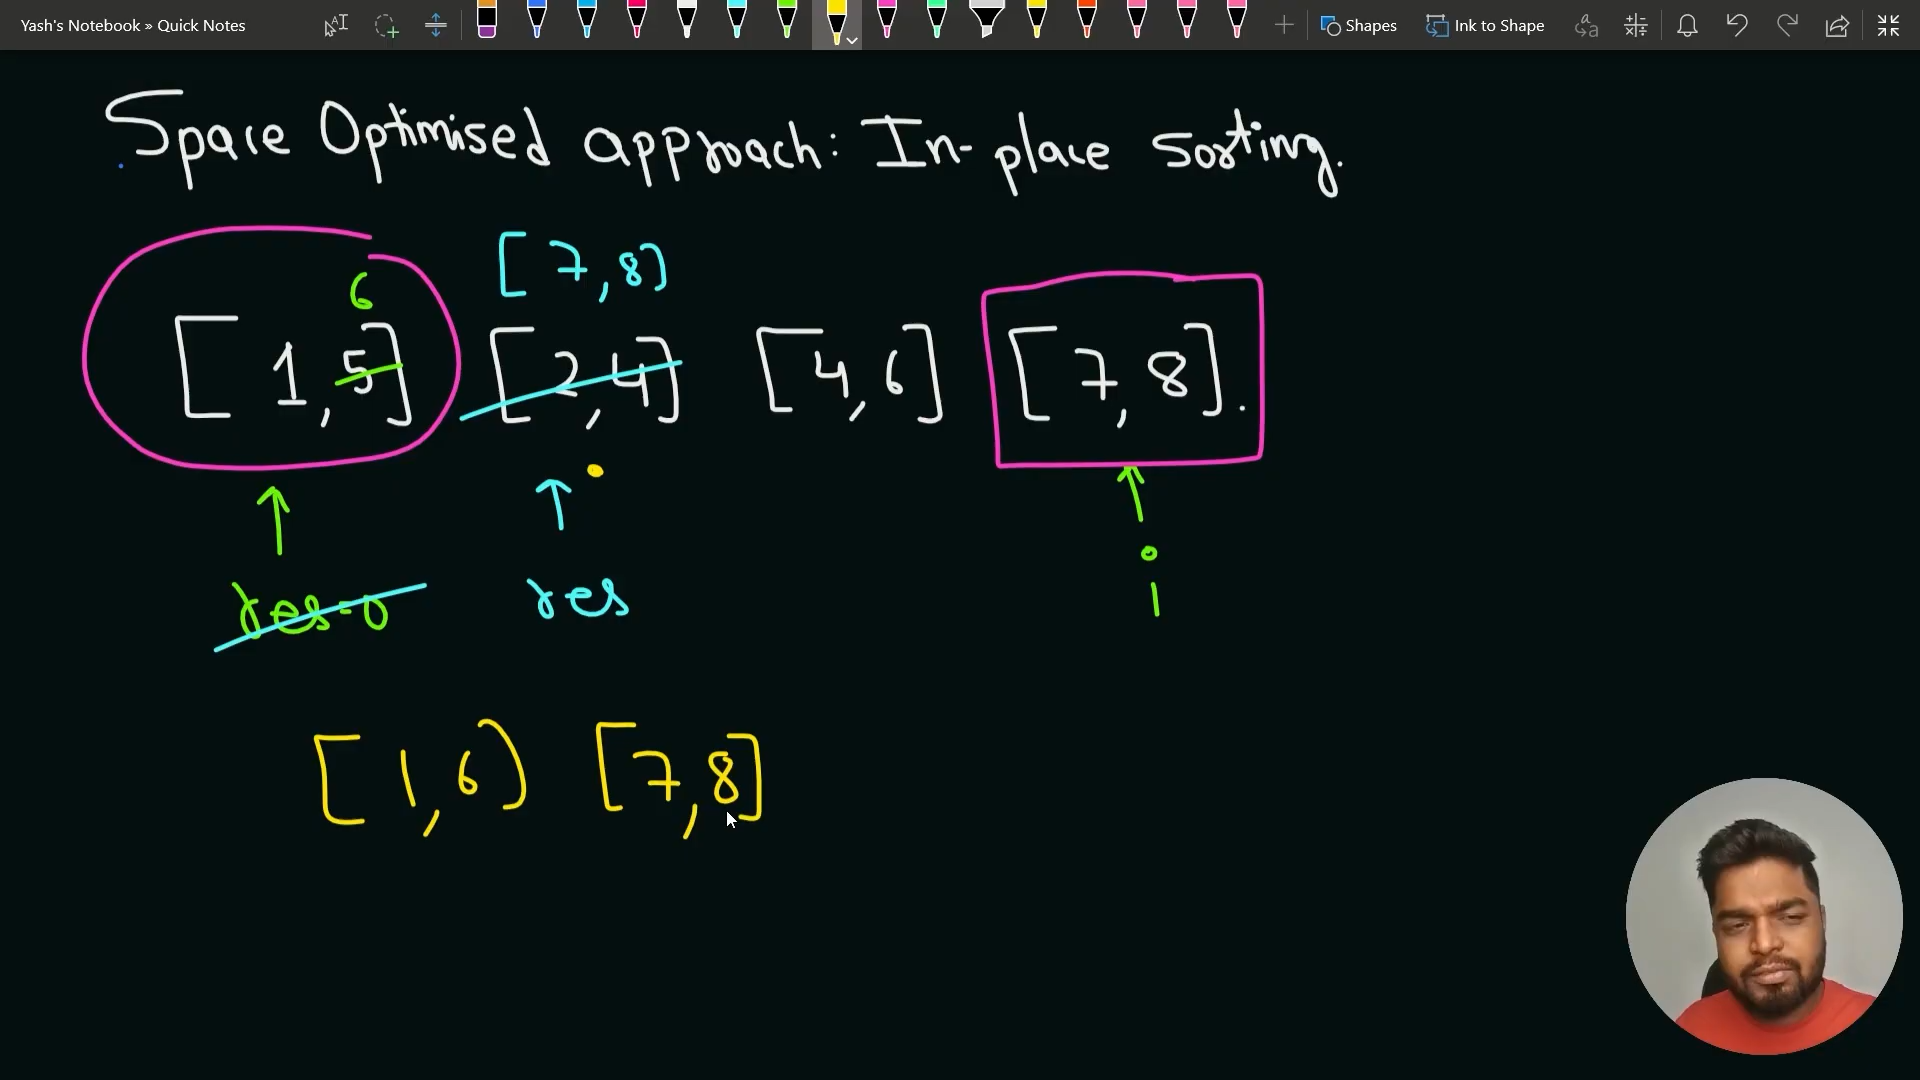 Yash's Notebook » Quick Notes
Shapes
Ink to Shape
Space Optimised approach: In-place sorting.
[7,8]
6
[1,5] [2,4] [4,6] [7,8].
res=0 res i
[1,6) [7,8]